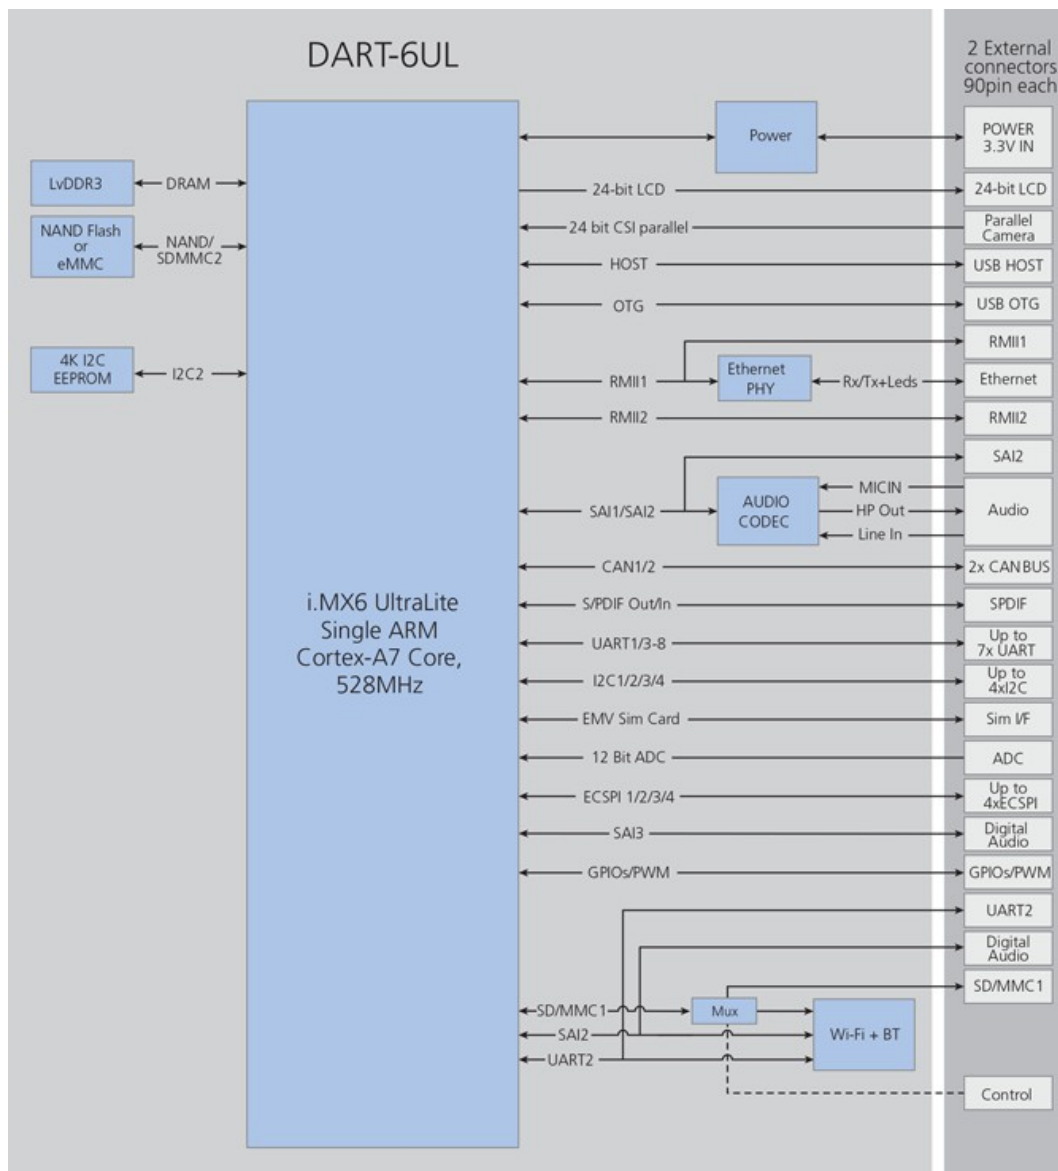 DART-6UL
2 External
connectors
90pin each
LvDDR3
DRAM
NAND Flash
or
eMMC
NAND/
SDMMC2
4K I2C
EEPROM
I2C2
i.MX6 UltraLite
Single ARM
Cortex-A7 Core,
528MHz
Power
POWER
3.3V IN
24-bit LCD
24-bit LCD
24 bit CSI parallel
Parallel
Camera
HOST
USB HOST
OTG
USB OTG
RMII1
RMII1
Ethernet
PHY
Rx/Tx+Leds
Ethernet
RMII2
RMII2
SAI2
SAI1/SAI2
AUDIO
CODEC
MICIN
HP Out
Line In
Audio
CAN1/2
2x CANBUS
S/PDIF Out/In
SPDIF
UART1/3-8
Up to
7x UART
I2C1/2/3/4
Up to
4xI2C
EMV Sim Card
Sim I/F
12 Bit ADC
ADC
ECSPI 1/2/3/4
Up to
4xECSPI
SAI3
Digital
Audio
GPIOs/PWM
GPIOs/PWM
UART2
Digital
Audio
SD/MMC1
SD/MMC1
Mux
SAI2
Wi-Fi + BT
UART2
Control